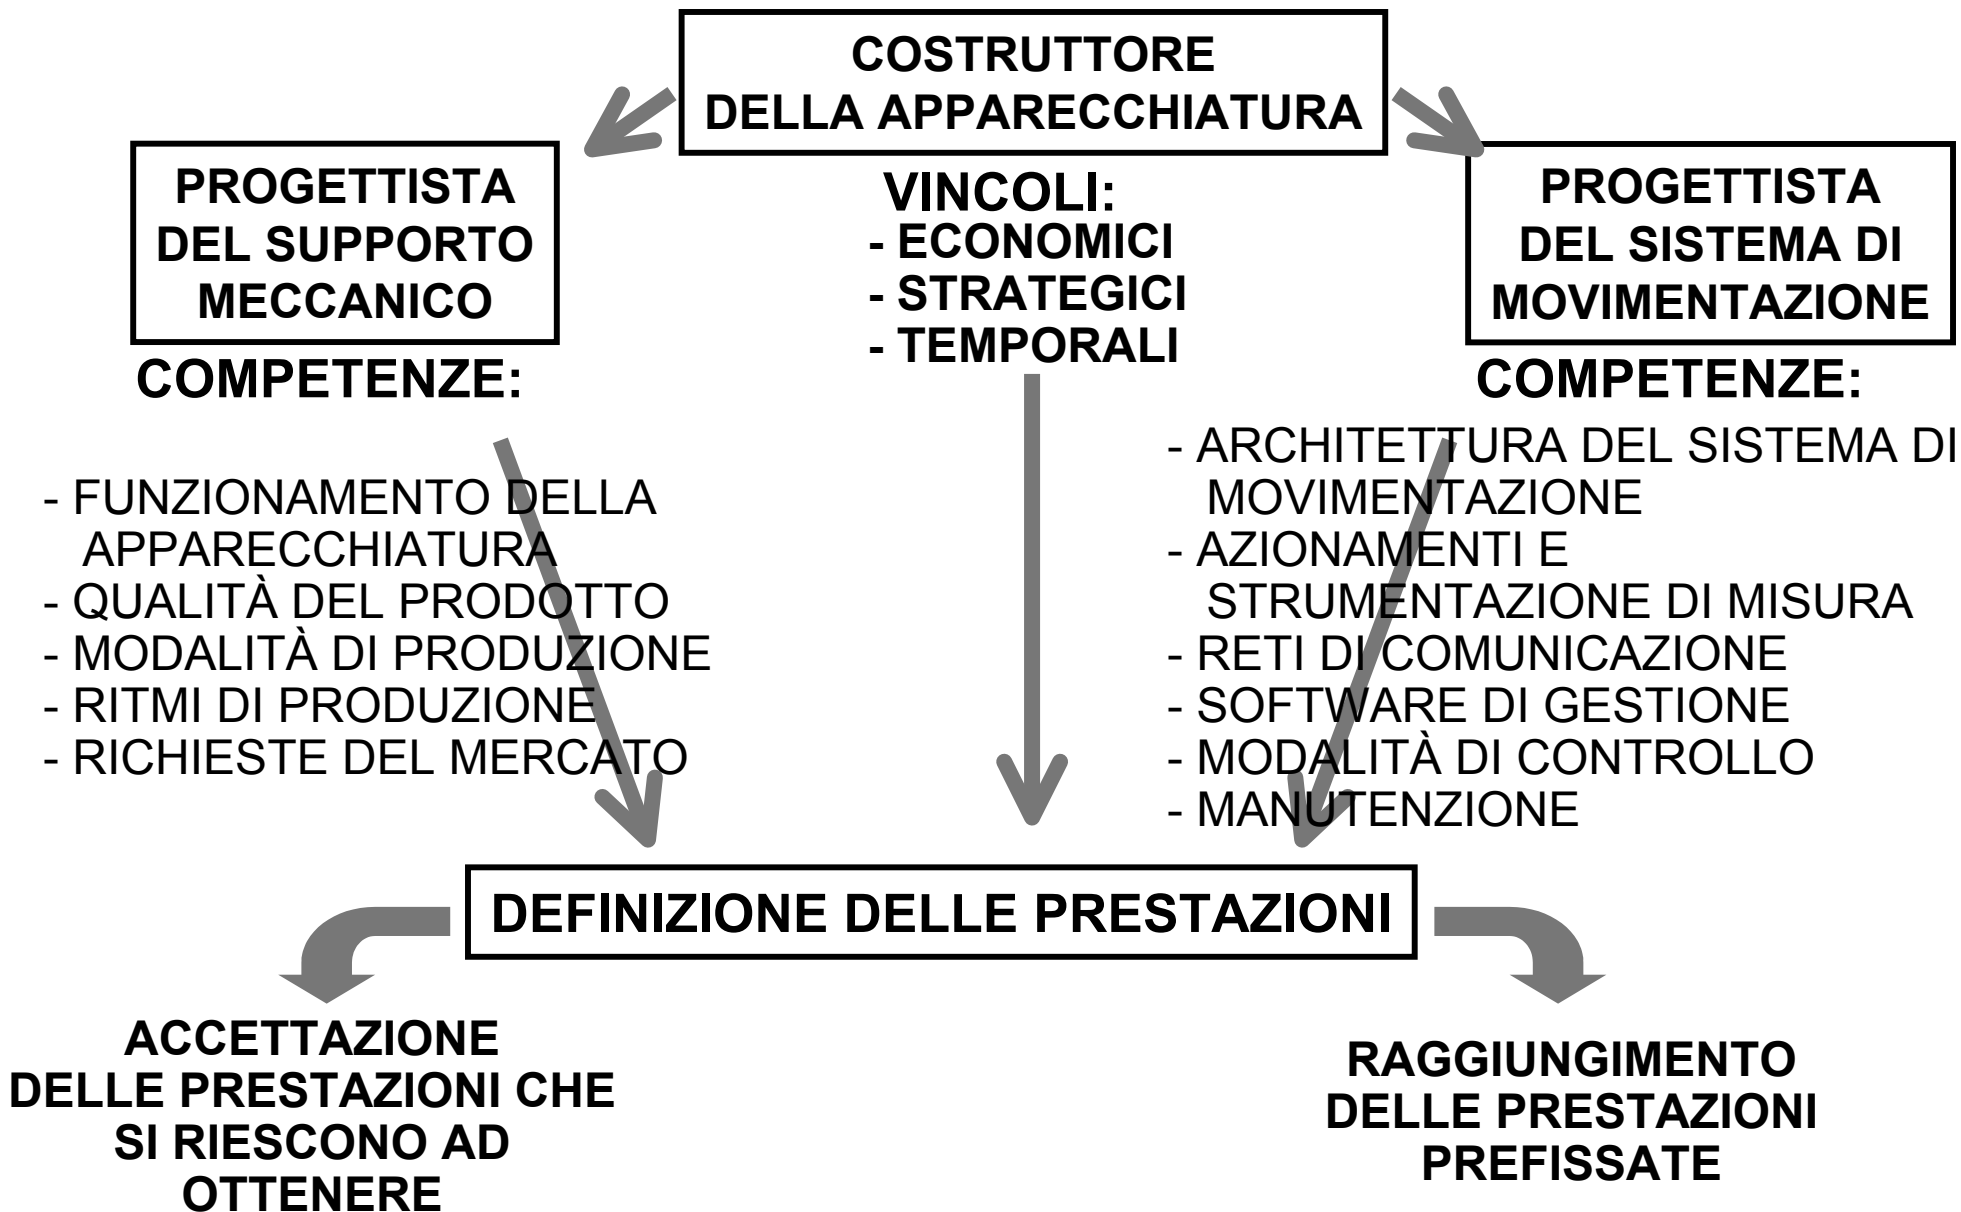 COSTRUTTORE
DELLA APPARECCHIATURA
PROGETTISTA
DEL SUPPORTO
MECCANICO
COMPETENZE:
- FUNZIONAMENTO DELLA
APPARECCHIATURA
- QUALITÀ DEL PRODOTTO
- MODALITÀ DI PRODUZIONE
- RITMI DI PRODUZIONE
- RICHIESTE DEL MERCATO
VINCOLI:
- ECONOMICI
- STRATEGICI
- TEMPORALI
PROGETTISTA
DEL SISTEMA DI
MOVIMENTAZIONE
COMPETENZE:
- ARCHITETTURA DEL SISTEMA DI
MOVIMENTAZIONE
- AZIONAMENTI E
STRUMENTAZIONE DI MISURA
- RETI DI COMUNICAZIONE
- SOFTWARE DI GESTIONE
- MODALITÀ DI CONTROLLO
- MANUTENZIONE
DEFINIZIONE DELLE PRESTAZIONI
ACCETTAZIONE
DELLE PRESTAZIONI CHE
SI RIESCONO AD
OTTENERE
RAGGIUNGIMENTO
DELLE PRESTAZIONI
PREFISSATE